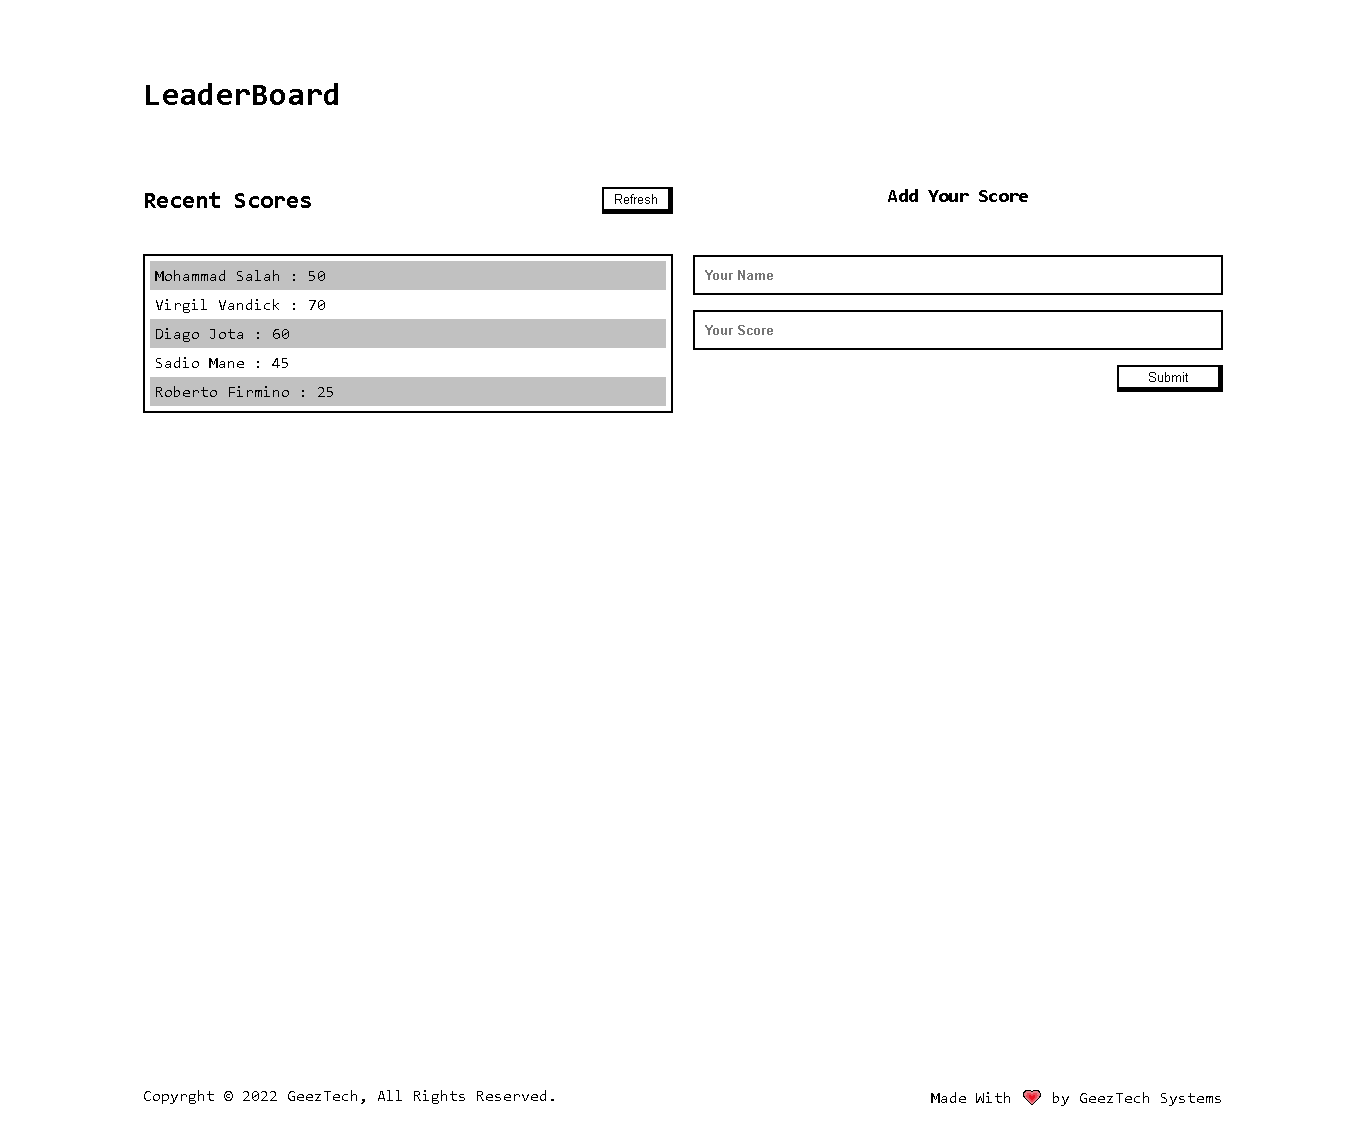 LeaderBoard
Recent Scores
Refresh
Mohammad Salah : 50
Virgil Vandick : 70
Diago Jota : 60
Sadio Mane : 45
Roberto Firmino : 25
Add Your Score
Your Name
Your Score
Submit
Copyrght © 2022 GeezTech, All Rights Reserved.
Made With ❤ by GeezTech Systems